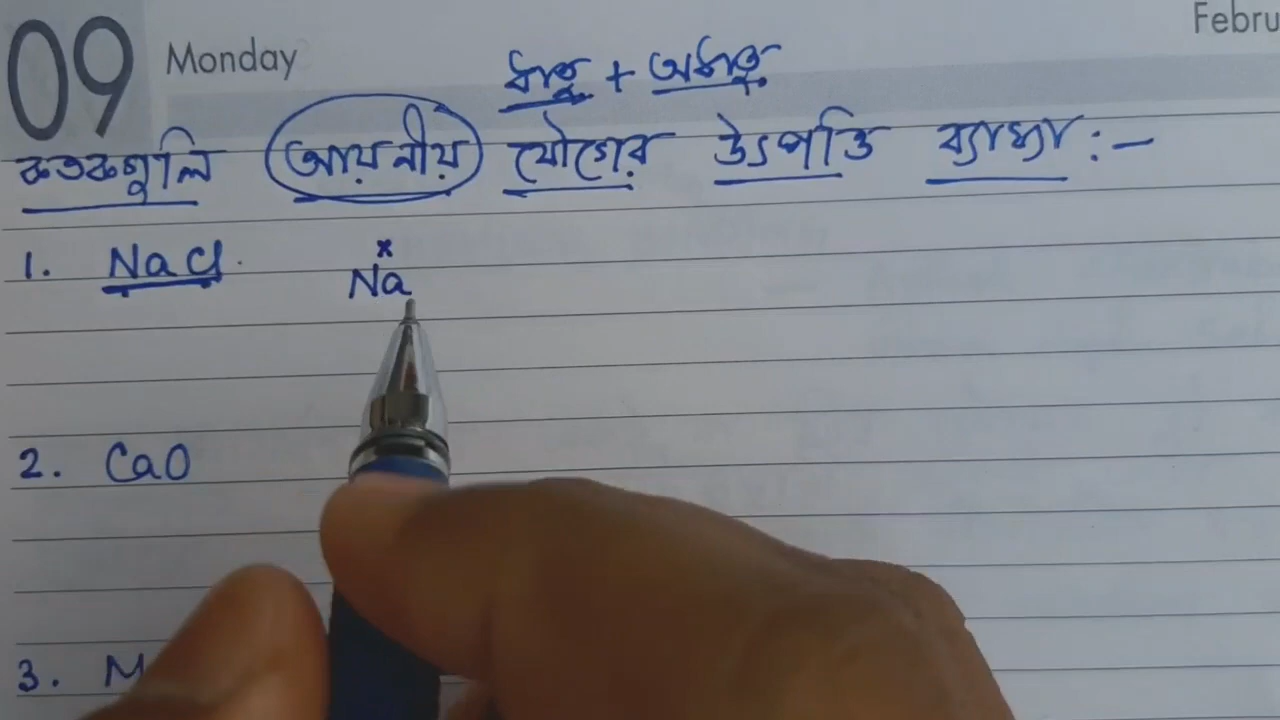 09 Monday Febru
ধাতু + অধাতু
কতকগুলি আয়নীয় যৌগের উৎপত্তি ব্যাখ্যা :-
1. NaCl. x
Na
2. CaO
3. M